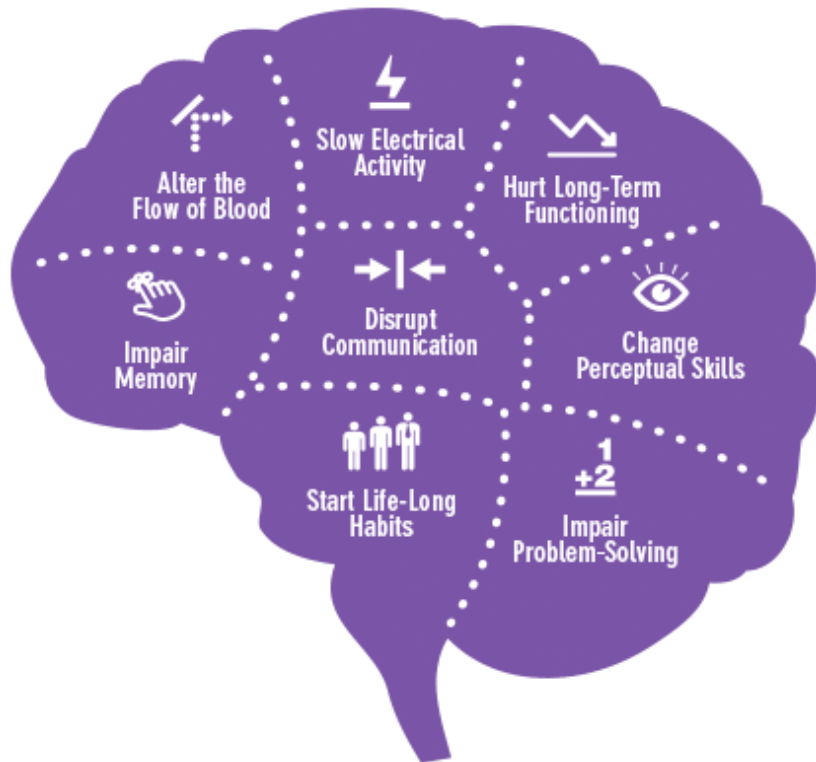 Slow Electrical
Activity
Alter the
Flow of Blood
Hurt Long-Term
Functioning
Disrupt
Communication
Impair
Memory
Change
Perceptual Skills
Start Life-Long
Habits
1
+2
Impair
Problem-Solving